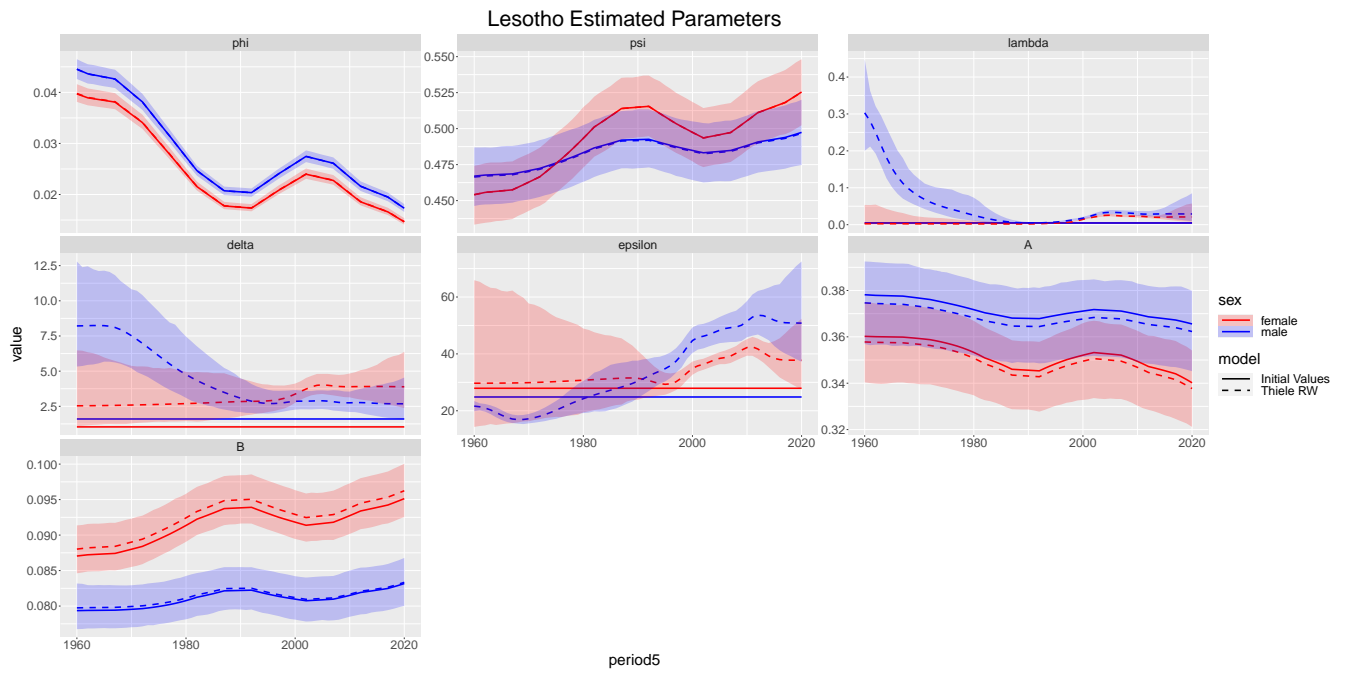 Lesotho Estimated Parameters
phi
psi
lambda
0.04
0.03
0.02
0.550
0.525
0.500
0.475
0.450
0.4
0.3
0.2
0.1
0.0
delta
epsilon
A
12.5
10.0
7.5
5.0
2.5
60
40
20
1960 1980 2000 2020
0.38
0.36
0.34
0.32
1960 1980 2000 2020
B
0.100
0.095
0.090
0.085
0.080
1960 1980 2000 2020
value
period5
sex
female
male
model
Initial Values
Thiele RW